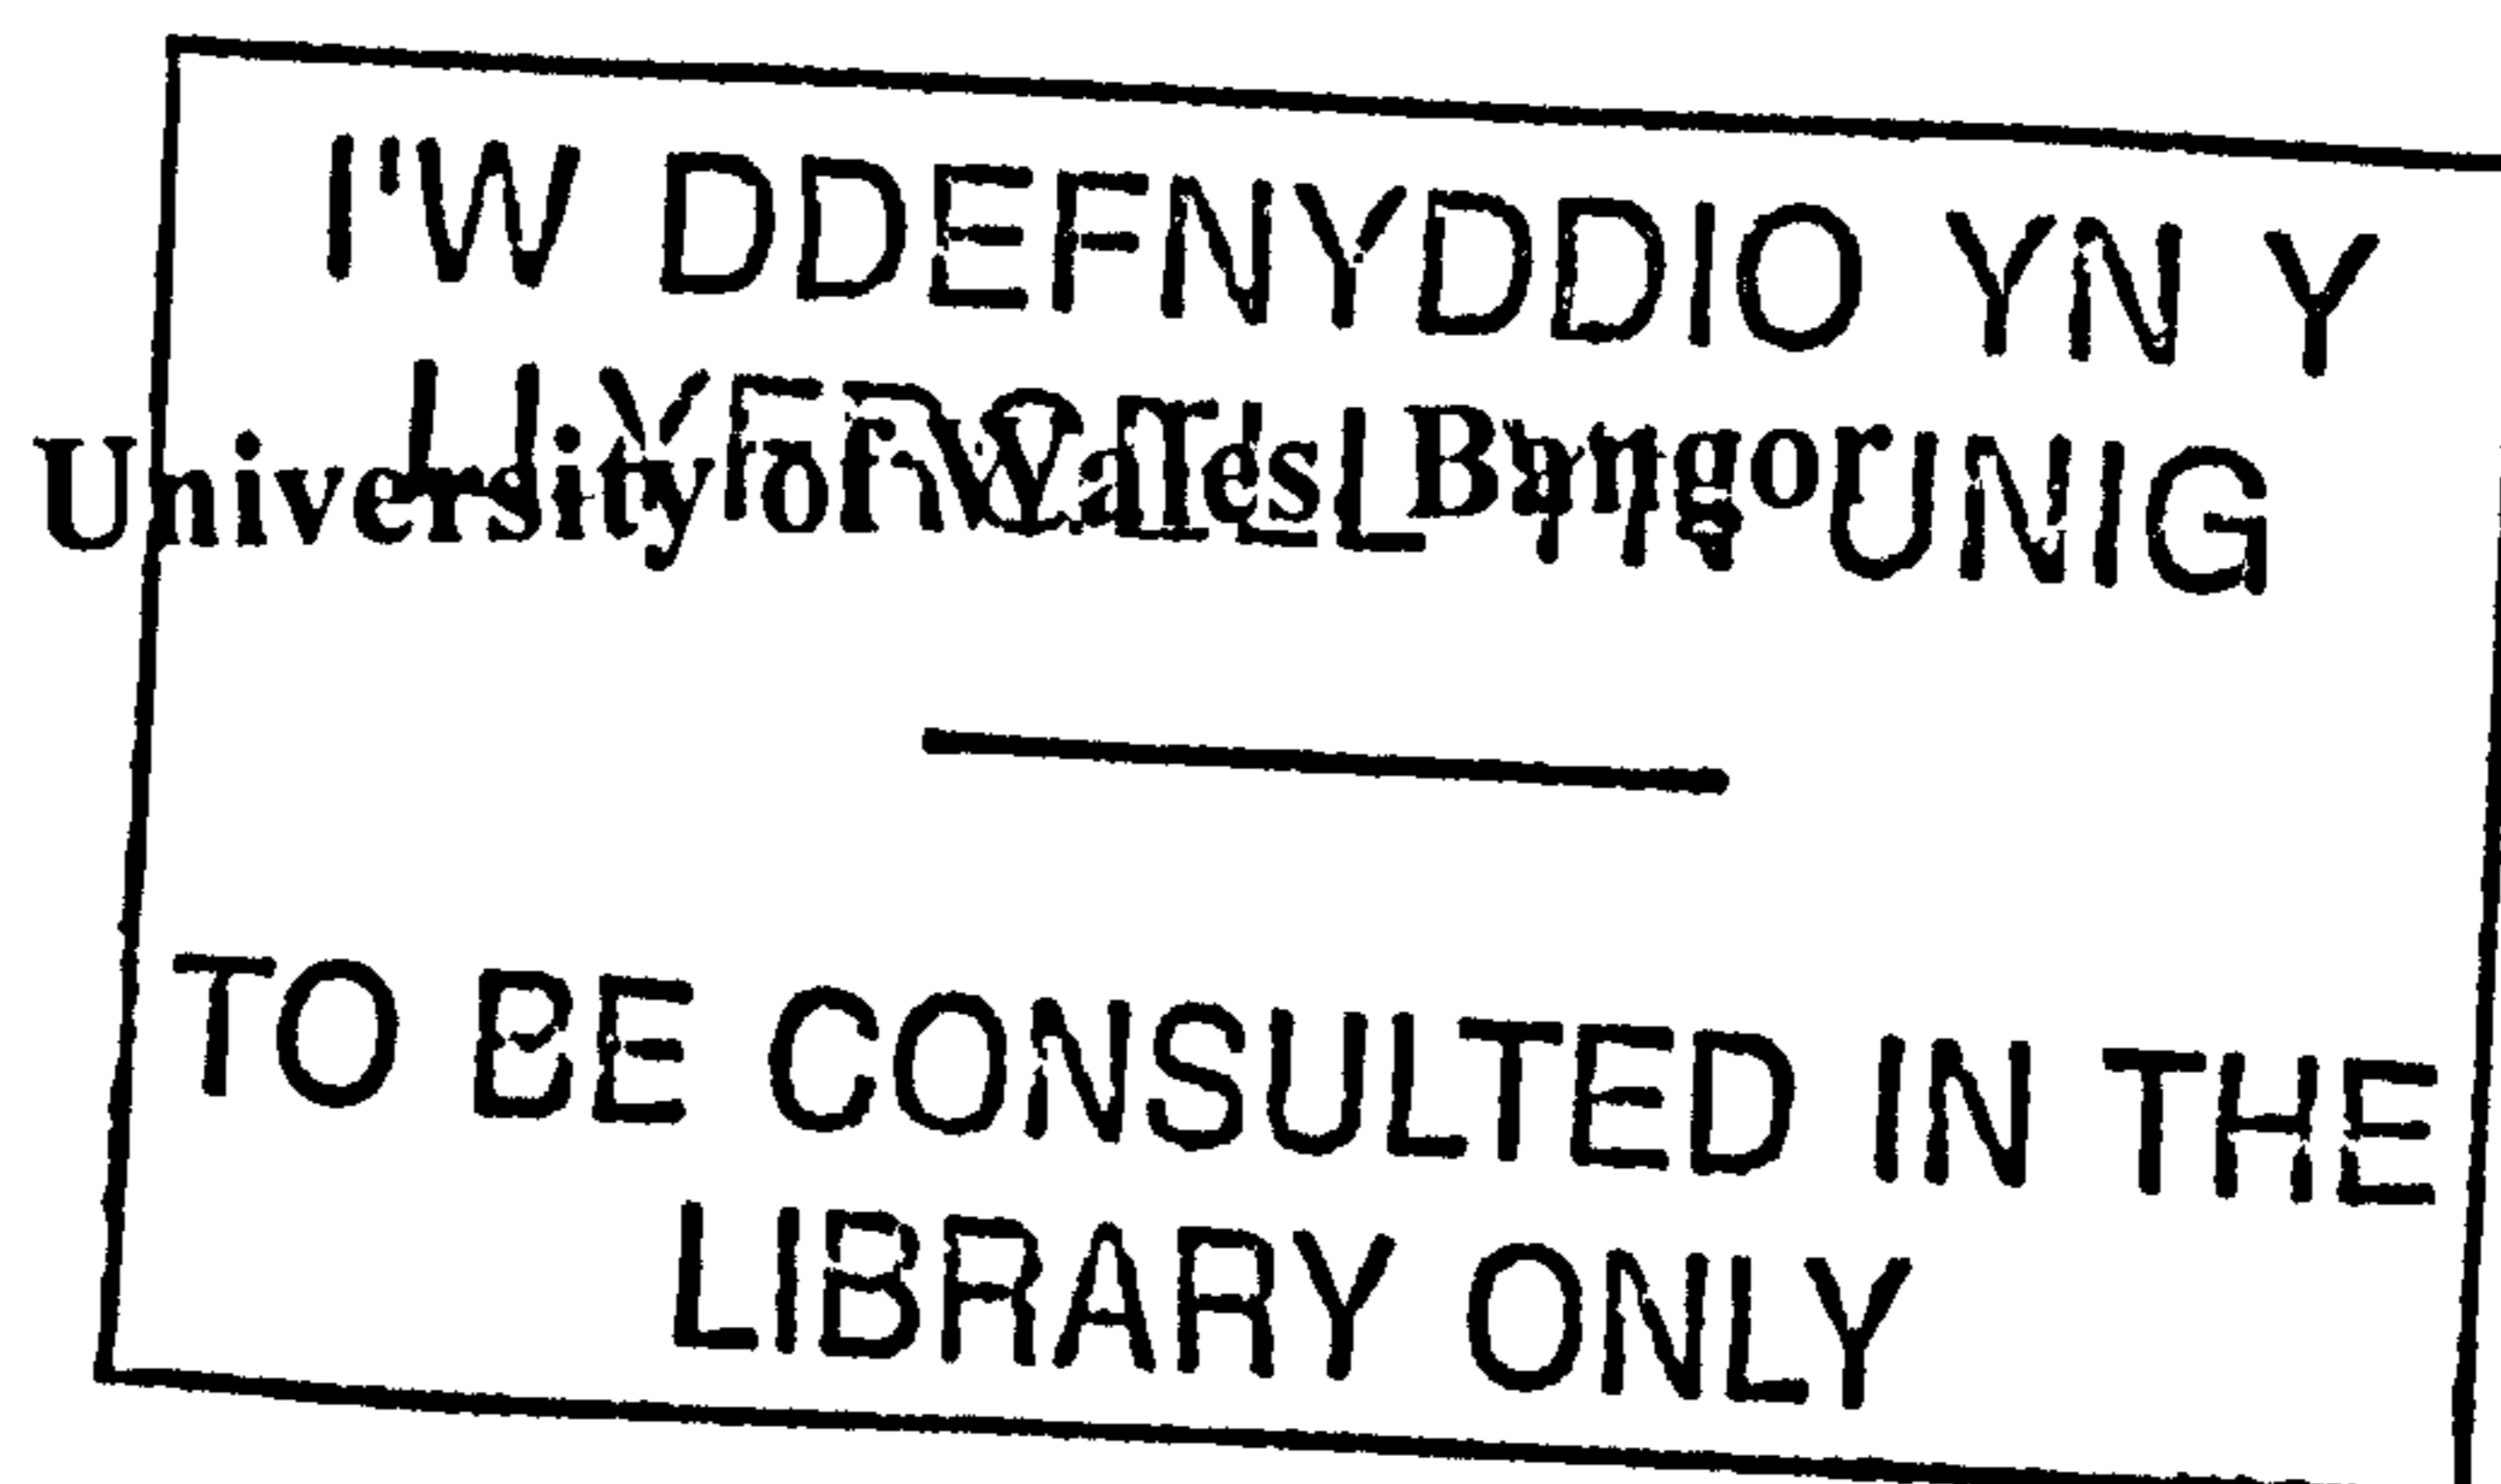 I'W DDEFNYDDIO YN Y
LLYFRGELL YN UNIG
University of Wales Bangor
TO BE CONSULTED IN THE
LIBRARY ONLY